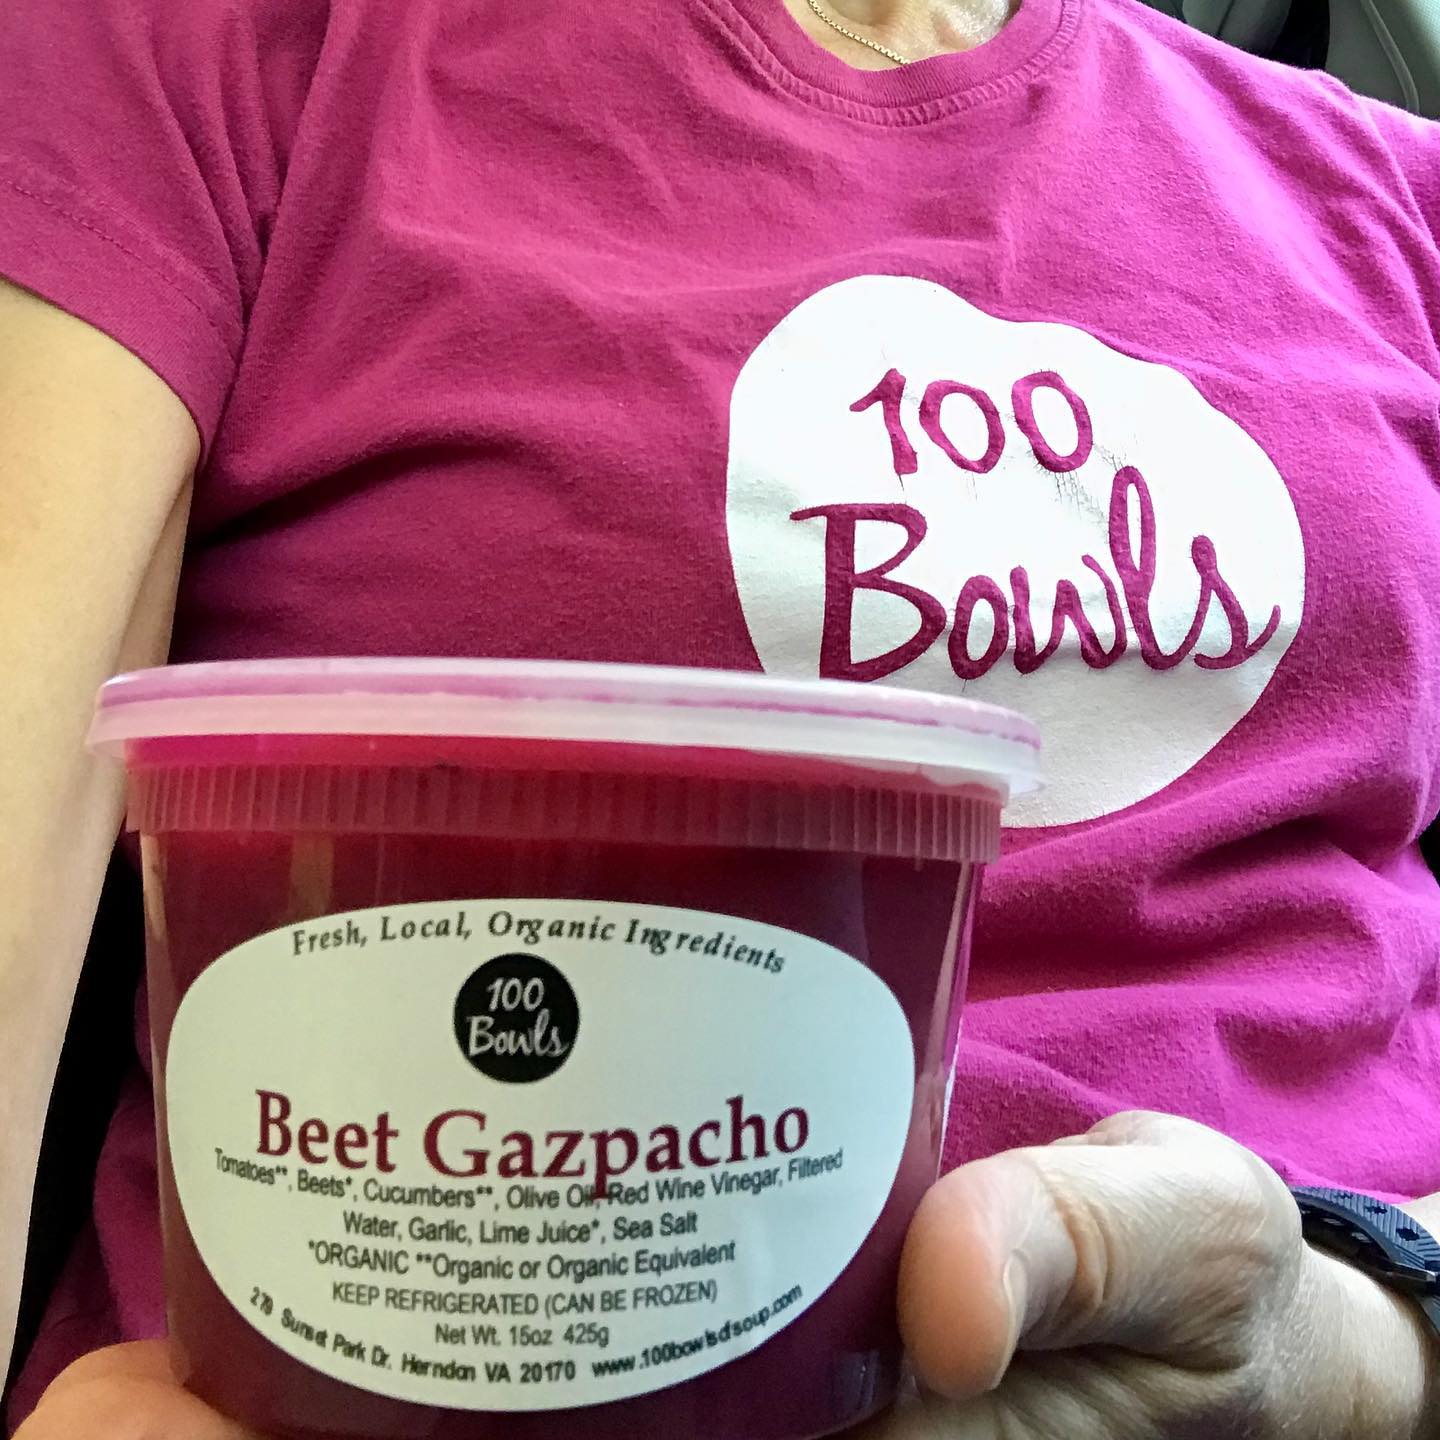 100
Bowls
Fresh, Local, Organic Ingredients
100
Bowls
Beet Gazpacho
Tomatoes**, Beets*, Cucumbers**, Olive Oil, Red Wine Vinegar, Filtered
Water, Garlic, Lime Juice*, Sea Salt
*ORGANIC **Organic or Organic Equivalent
KEEP REFRIGERATED (CAN BE FROZEN)
Net Wt. 15oz 425g
279 Sunset Park Dr. Herndon VA 20170 www.100bowlsofsoup.com